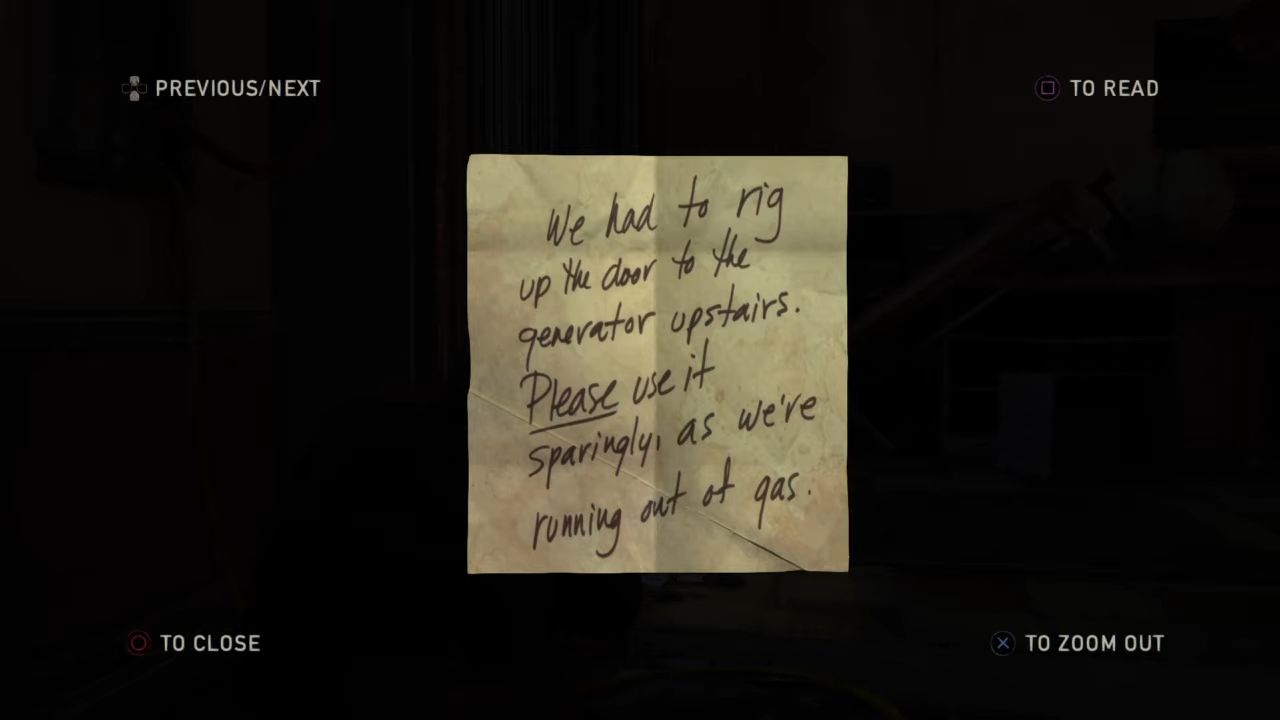 PREVIOUS/NEXT
TO READ
We had to rig
up the door to the
generator upstairs.
Please use it
sparingly, as we're
running out of gas.
TO CLOSE
TO ZOOM OUT